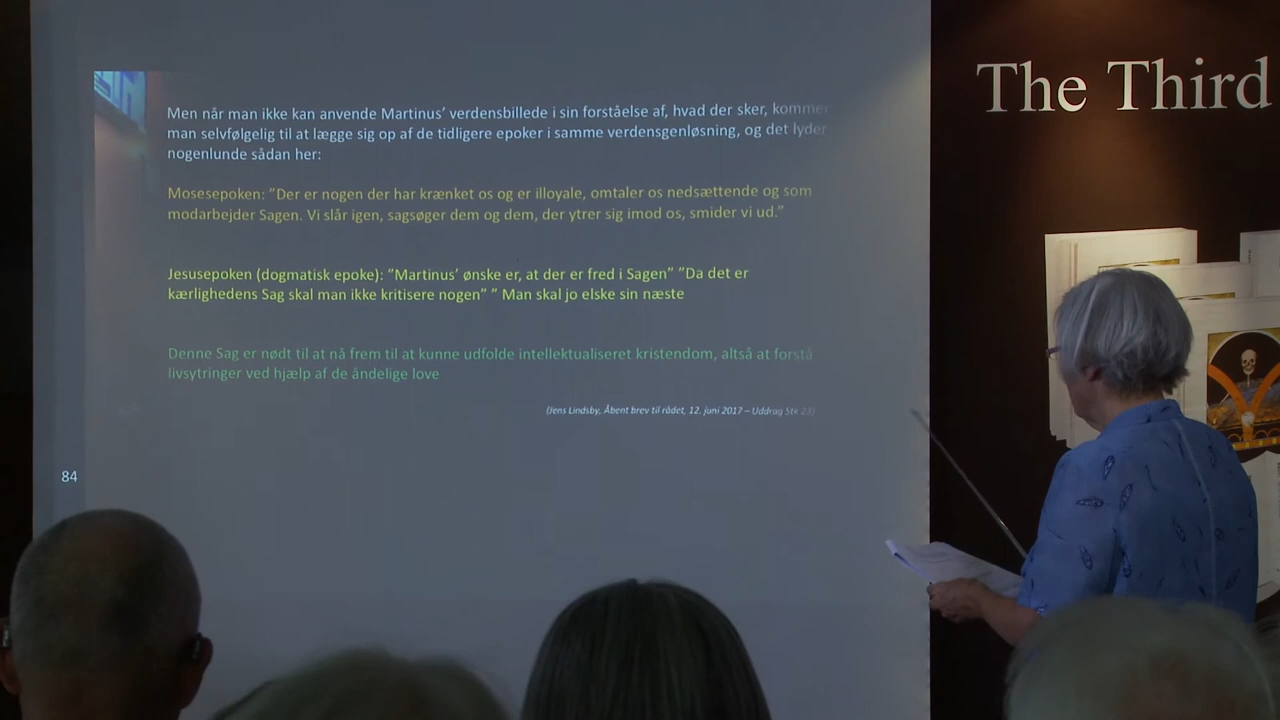 The Third
Men når man ikke kan anvende Martinus’ verdensbillede i sin forståelse af, hvad der sker, kommer
man selvfølgelig til at lægge sig op af de tidligere epoker i samme verdensgenløsning, og det lyder
nogenlunde sådan her:
Mosesepoken: ”Der er nogen der har krænket os og er illoyale, omtaler os nedsættende og som
modarbejder Sagen. Vi slår igen, sagsøger dem og dem, der ytrer sig imod os, smider vi ud.”
Jesusepoken (dogmatisk epoke): ”Martinus’ ønske er, at der er fred i Sagen” ”Da det er
kærlighedens Sag skal man ikke kritisere nogen” ” Man skal jo elske sin næste
Denne Sag er nødt til at nå frem til at kunne udfolde intellektualiseret kristendom, altså at forstå
livsytringer ved hjælp af de åndelige love
(Jens Lindsby, Åbent brev til rådet, 12. juni 2017 – Uddrag Stk 23)
84